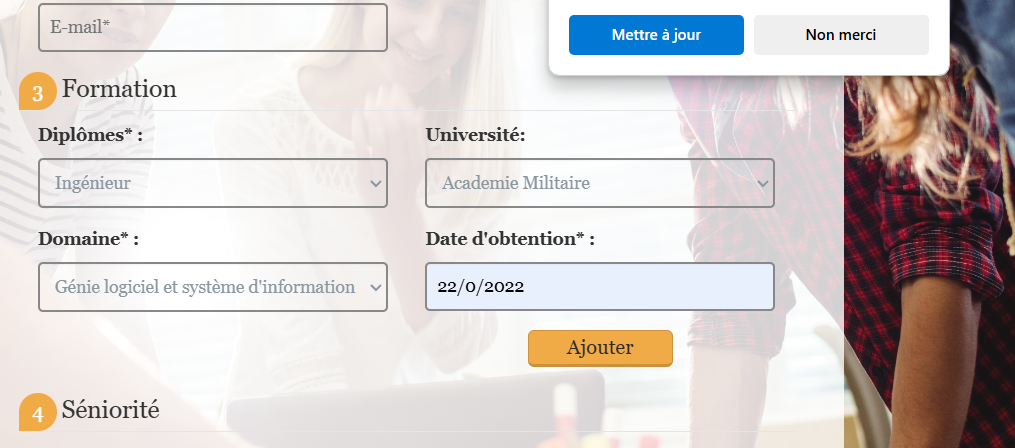 E-mail*
Mettre à jour
Non merci
3 Formation
Diplômes* :
Université:
Ingénieur
Academie Militaire
Domaine* :
Date d'obtention* :
Génie logiciel et système d'information
22/0/2022
Ajouter
4 Séniorité